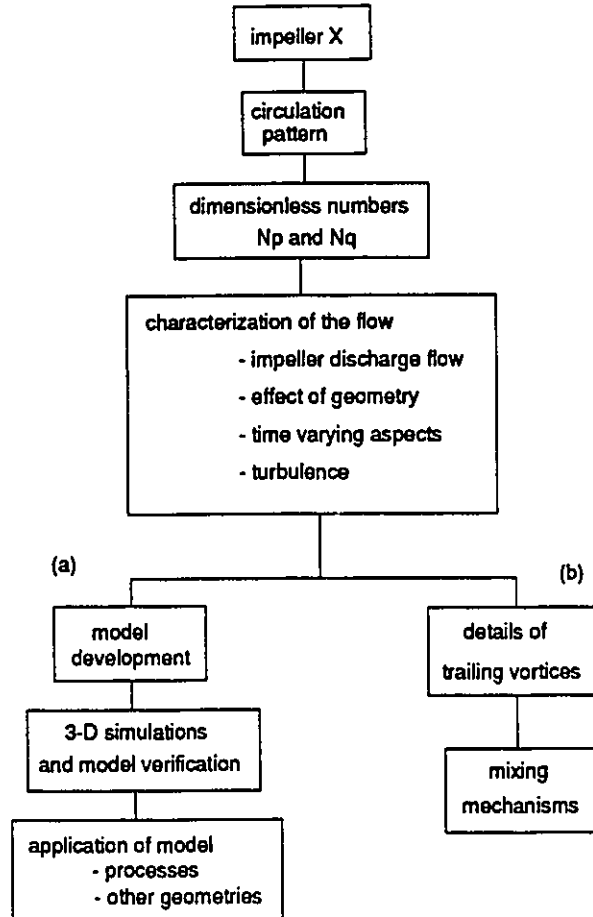 impeller X
circulation
pattern
dimensionless numbers
Np and Nq
characterization of the flow
- impeller discharge flow
- effect of geometry
- time varying aspects
- turbulence
(a)
(b)
model
development
3-D simulations
and model verification
application of model
- processes
- other geometries
details of
trailing vortices
mixing
mechanisms